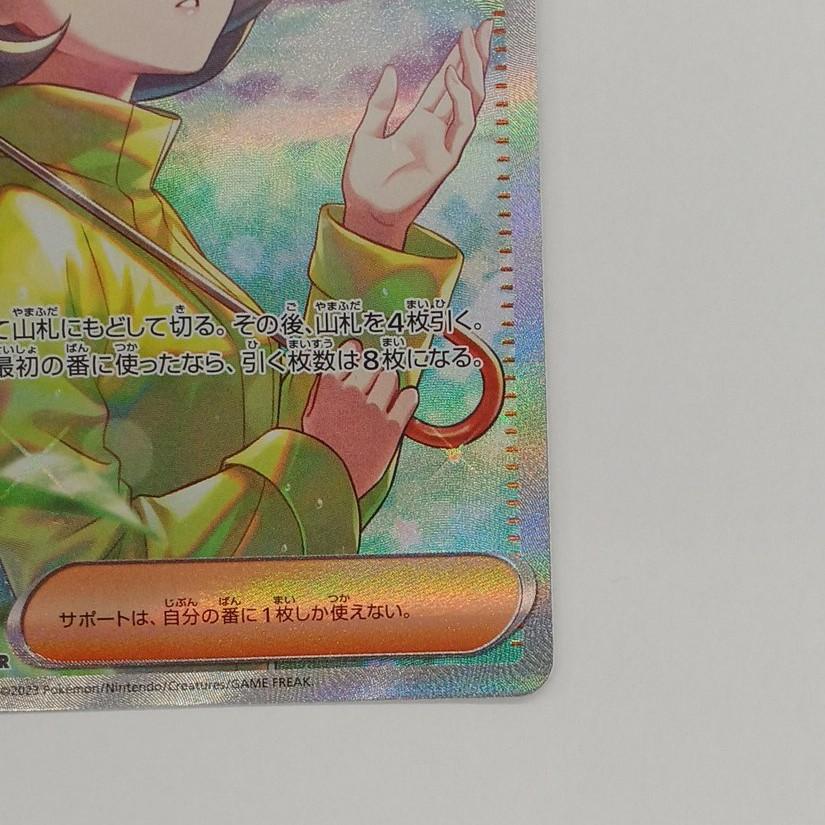 て山札にもどして切る。その後、山札を4枚引く。
最初の番に使ったなら、引く枚数は8枚になる。
サポートは、自分の番に1枚しか使えない。
R
©2023 Pokémon/Nintendo/Creatures/GAME FREAK.